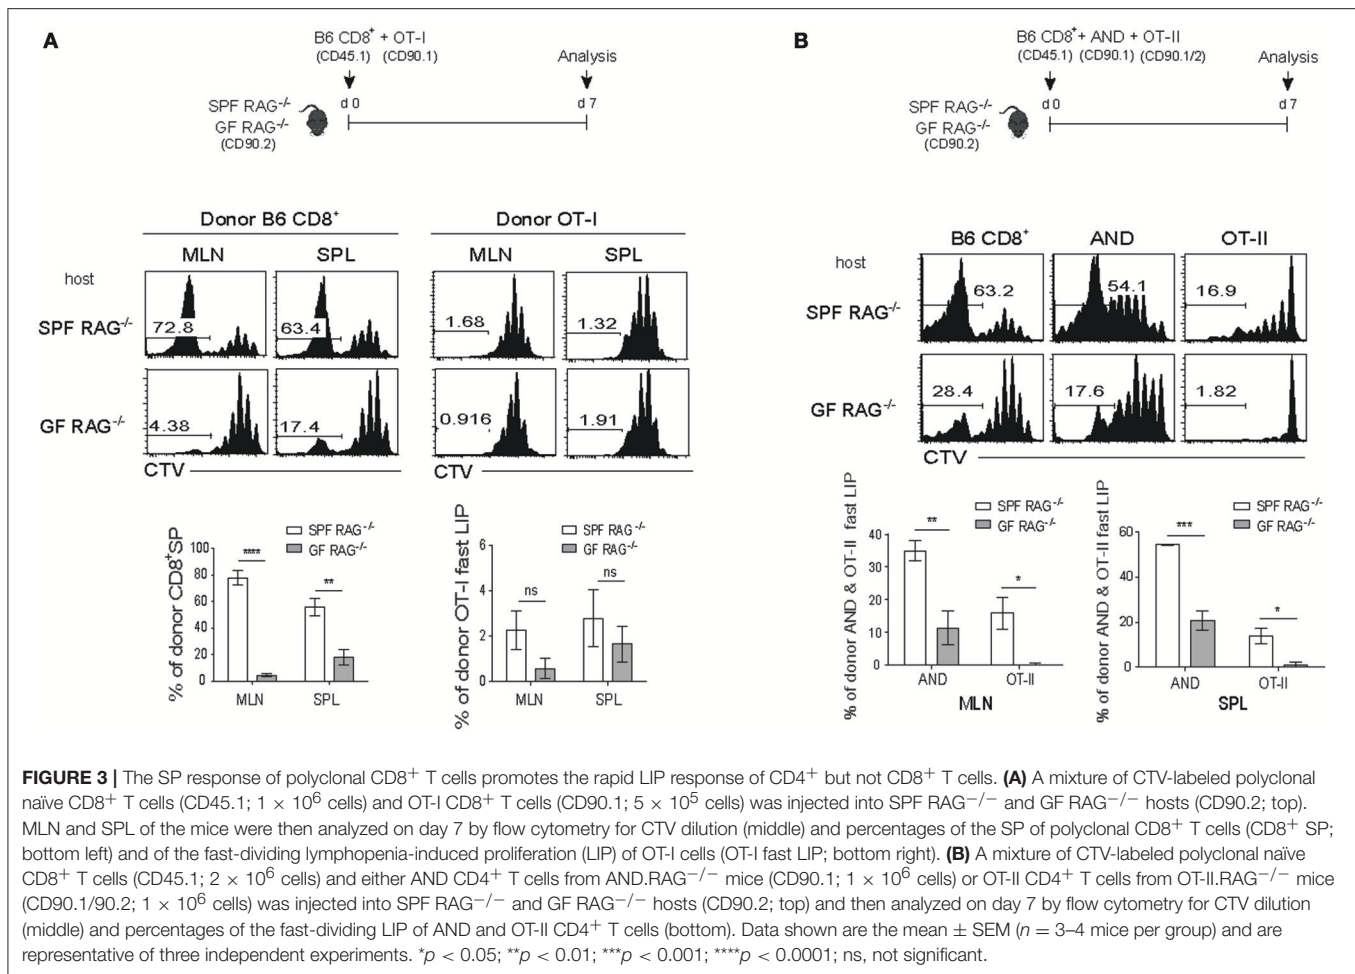 A
B6 CD8⁺ + OT-I
(CD45.1) (CD90.1)
Analysis
d 0
d 7
SPF RAG⁻/⁻
GF RAG⁻/⁻
(CD90.2)
Donor B6 CD8⁺
Donor OT-I
MLN
SPL
MLN
SPL
host
SPF RAG⁻/⁻
72.8
63.4
1.68
1.32
GF RAG⁻/⁻
4.38
17.4
0.916
1.91
CTV
CTV
% of donor CD8⁺SP
SPF RAG⁻/⁻
GF RAG⁻/⁻
100
80
60
40
20
0
****
**
MLN
SPL
% of donor OT-I fast LIP
SPF RAG⁻/⁻
GF RAG⁻/⁻
6
4
2
0
ns
ns
MLN
SPL
B
B6 CD8⁺ + AND + OT-II
(CD45.1) (CD90.1) (CD90.1/2)
Analysis
d 0
d 7
SPF RAG⁻/⁻
GF RAG⁻/⁻
(CD90.2)
B6 CD8⁺
AND
OT-II
host
SPF RAG⁻/⁻
63.2
54.1
16.9
GF RAG⁻/⁻
28.4
17.6
1.82
CTV
% of donor AND & OT-II fast LIP
SPF RAG⁻/⁻
GF RAG⁻/⁻
40
30
20
10
0
**
*
AND
OT-II
MLN
% of donor AND & OT-II fast LIP
SPF RAG⁻/⁻
GF RAG⁻/⁻
60
40
20
0
***
*
AND
OT-II
SPL
FIGURE 3 | The SP response of polyclonal CD8⁺ T cells promotes the rapid LIP response of CD4⁺ but not CD8⁺ T cells. (A) A mixture of CTV-labeled polyclonal
naïve CD8⁺ T cells (CD45.1; 1 × 10⁶ cells) and OT-I CD8⁺ T cells (CD90.1; 5 × 10⁵ cells) was injected into SPF RAG⁻/⁻ and GF RAG⁻/⁻ hosts (CD90.2; top).
MLN and SPL of the mice were then analyzed on day 7 by flow cytometry for CTV dilution (middle) and percentages of the SP of polyclonal CD8⁺ T cells (CD8⁺ SP;
bottom left) and of the fast-dividing lymphopenia-induced proliferation (LIP) of OT-I cells (OT-I fast LIP; bottom right). (B) A mixture of CTV-labeled polyclonal naïve
CD8⁺ T cells (CD45.1; 2 × 10⁶ cells) and either AND CD4⁺ T cells from AND.RAG⁻/⁻ mice (CD90.1; 1 × 10⁶ cells) or OT-II CD4⁺ T cells from OT-II.RAG⁻/⁻ mice
(CD90.1/90.2; 1 × 10⁶ cells) was injected into SPF RAG⁻/⁻ and GF RAG⁻/⁻ hosts (CD90.2; top) and then analyzed on day 7 by flow cytometry for CTV dilution
(middle) and percentages of the fast-dividing LIP of AND and OT-II CD4⁺ T cells (bottom). Data shown are the mean ± SEM (n = 3–4 mice per group) and are
representative of three independent experiments. *p < 0.05; **p < 0.01; ***p < 0.001; ****p < 0.0001; ns, not significant.